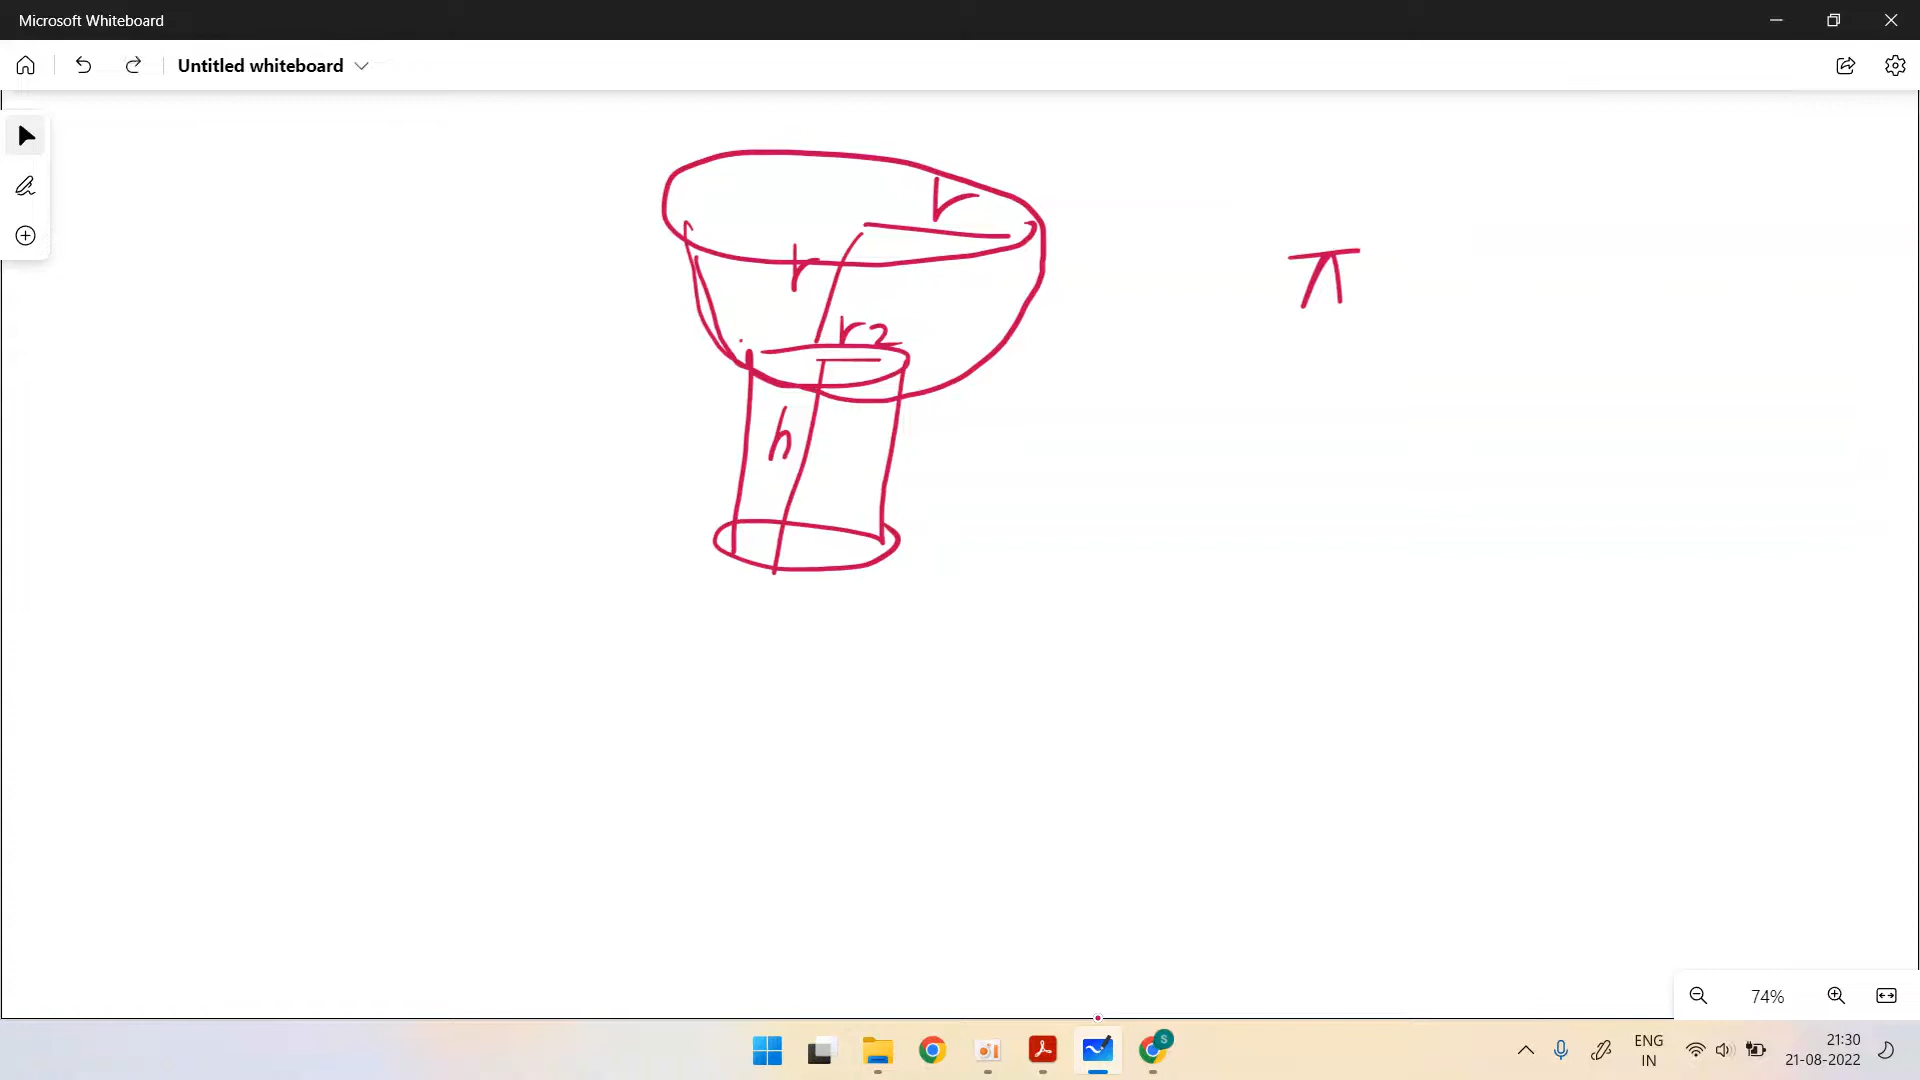 Microsoft Whiteboard
Untitled whiteboard
r
r
r2
h
π
74%
S
ENG
IN
21:30
21-08-2022